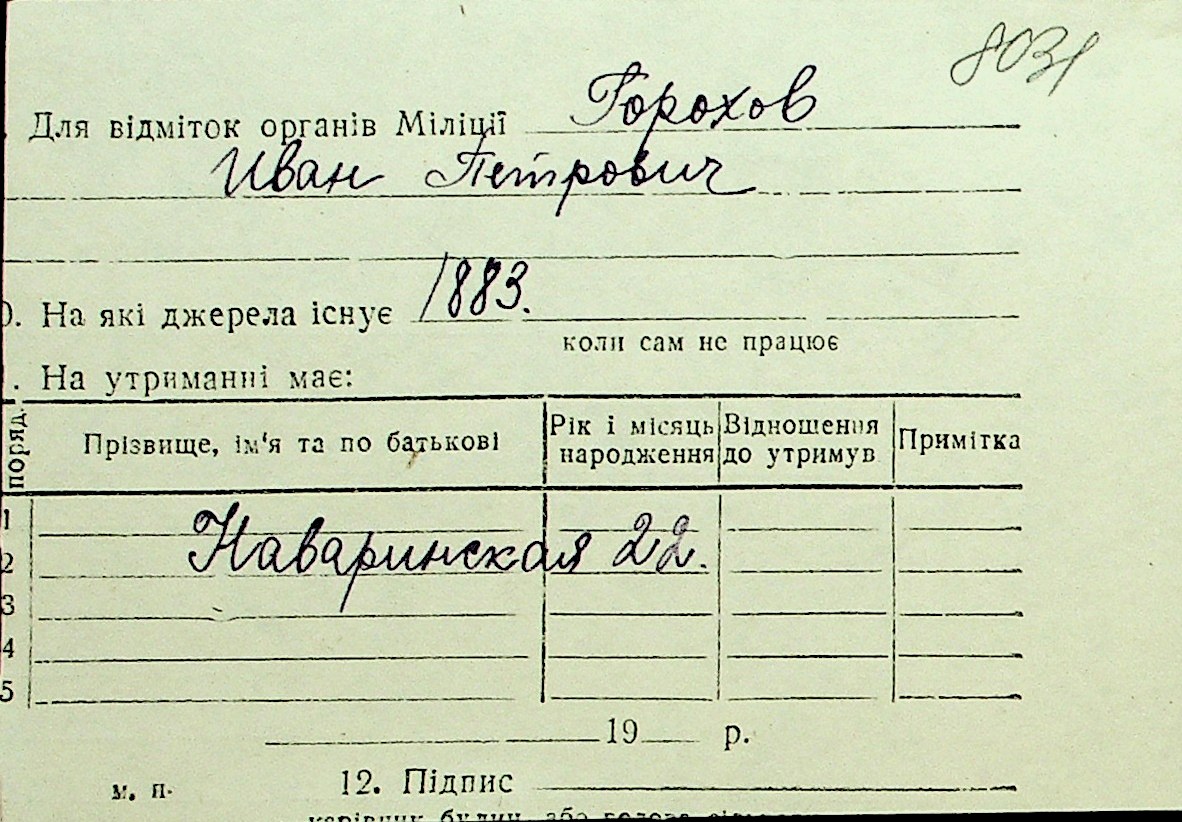 8031
Для відміток органів Міліції Горохов
Иван Петрович
0. На які джерела існує 1883.
коли сам не працює
. На утриманні має:
поряд. Прізвище, ім'я та по батькові Рік і місяць народження Відношення до утримув Примітка
1
Наваринская 22.
2
3
4
5
19 р.
м. п. 12. Підпис